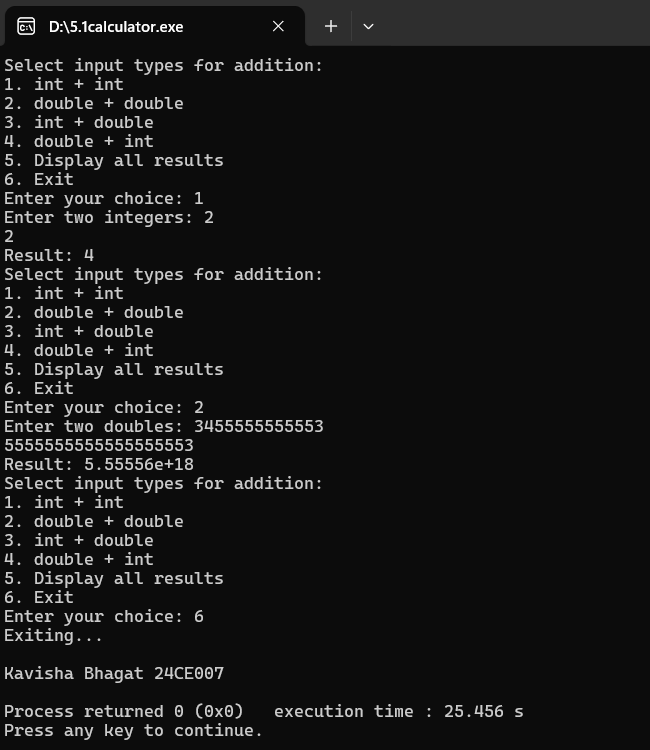 D:\5.1calculator.exe
Select input types for addition:
1. int + int
2. double + double
3. int + double
4. double + int
5. Display all results
6. Exit
Enter your choice: 1
Enter two integers: 2
2
Result: 4
Select input types for addition:
1. int + int
2. double + double
3. int + double
4. double + int
5. Display all results
6. Exit
Enter your choice: 2
Enter two doubles: 3455555555553
5555555555555555553
Result: 5.55556e+18
Select input types for addition:
1. int + int
2. double + double
3. int + double
4. double + int
5. Display all results
6. Exit
Enter your choice: 6
Exiting...
Kavisha Bhagat 24CE007
Process returned 0 (0x0)   execution time : 25.456 s
Press any key to continue.